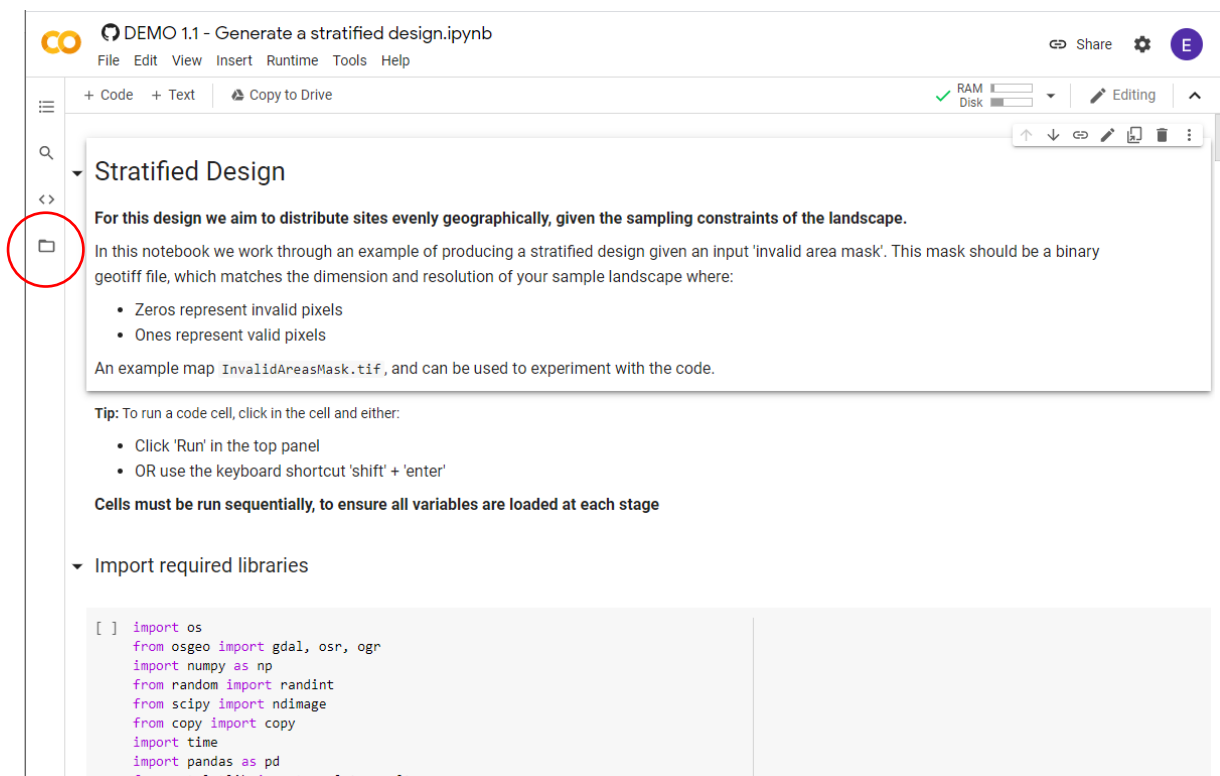 DEMO 1.1 - Generate a stratified design.ipynb
File Edit View Insert Runtime Tools Help
Share
E
+ Code + Text Copy to Drive
RAM
Disk
Editing
Stratified Design
For this design we aim to distribute sites evenly geographically, given the sampling constraints of the landscape.
In this notebook we work through an example of producing a stratified design given an input 'invalid area mask'. This mask should be a binary
geotiff file, which matches the dimension and resolution of your sample landscape where:
• Zeros represent invalid pixels
• Ones represent valid pixels
An example map InvalidAreasMask.tif, and can be used to experiment with the code.
Tip: To run a code cell, click in the cell and either:
• Click 'Run' in the top panel
• OR use the keyboard shortcut 'shift' + 'enter'
Cells must be run sequentially, to ensure all variables are loaded at each stage
Import required libraries
[ ] import os
from osgeo import gdal, osr, ogr
import numpy as np
from random import randint
from scipy import ndimage
from copy import copy
import time
import pandas as pd